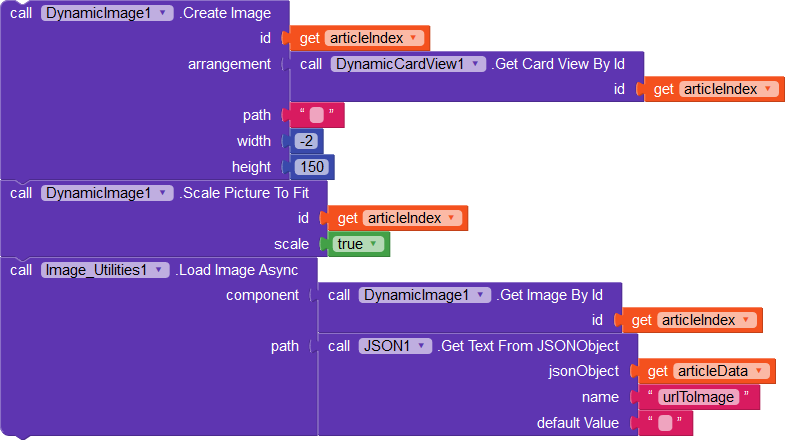 call DynamicImage1 .Create Image
id get articleIndex
arrangement call DynamicCardView1 .Get Card View By Id
id get articleIndex
path “ ”
width -2
height 150
call DynamicImage1 .Scale Picture To Fit
id get articleIndex
scale true
call Image_Utilities1 .Load Image Async
component call DynamicImage1 .Get Image By Id
id get articleIndex
path call JSON1 .Get Text From JSONObject
jsonObject get articleData
name “ urlToImage ”
default Value “ ”